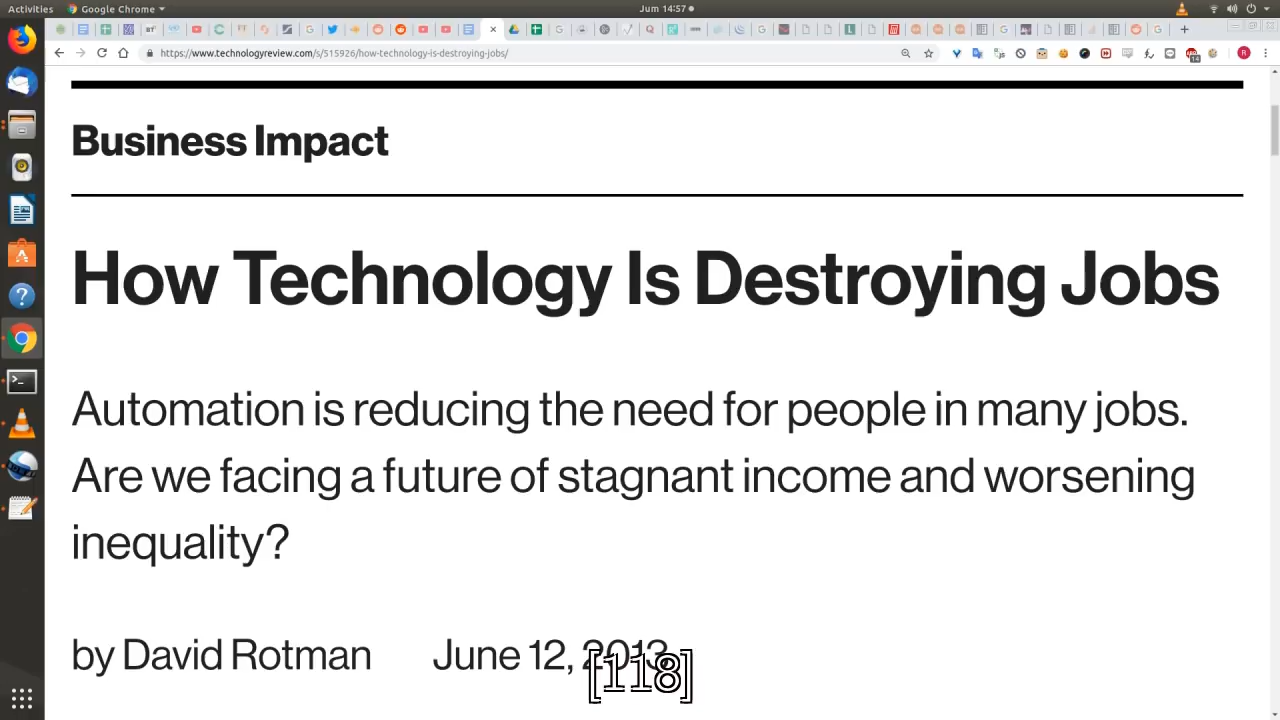 Activities Google Chrome Jum 14:57
https://www.technologyreview.com/s/515926/how-technology-is-destroying-jobs/
Business Impact
How Technology Is Destroying Jobs
Automation is reducing the need for people in many jobs.
Are we facing a future of stagnant income and worsening
inequality?
by David Rotman June 12, 2013
[118]